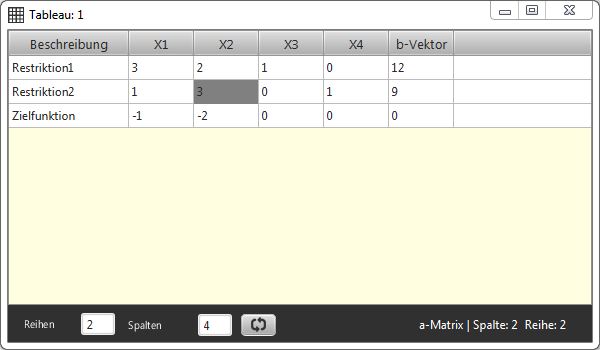 Tableau: 1
Beschreibung X1 X2 X3 X4 b-Vektor
Restriktion1 3 2 1 0 12
Restriktion2 1 3 0 1 9
Zielfunktion -1 -2 0 0 0
Reihen 2 Spalten 4 a-Matrix | Spalte: 2 Reihe: 2